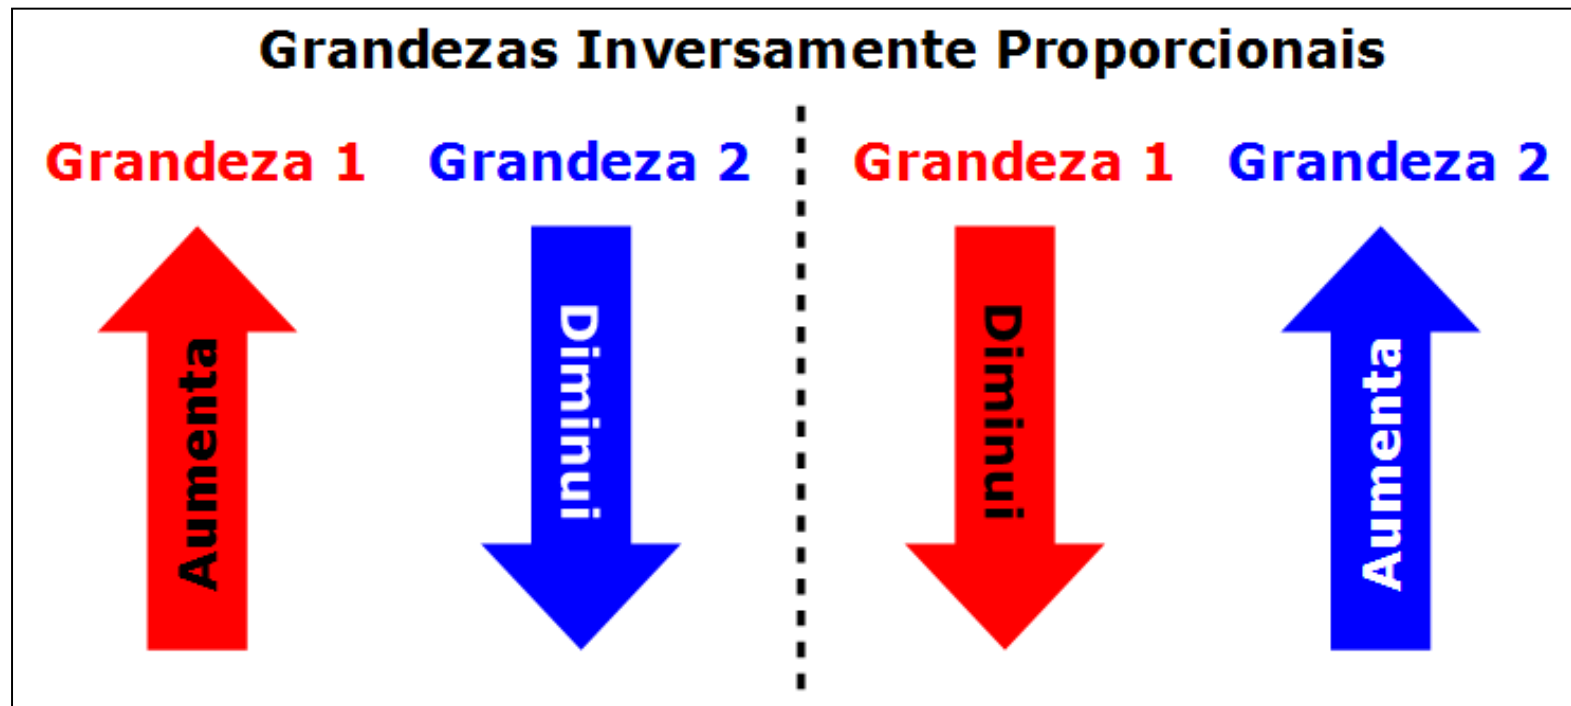 Grandezas Inversamente Proporcionais
Grandeza 1 Grandeza 2 Grandeza 1 Grandeza 2
Aumenta
Diminui
Diminui
Aumenta